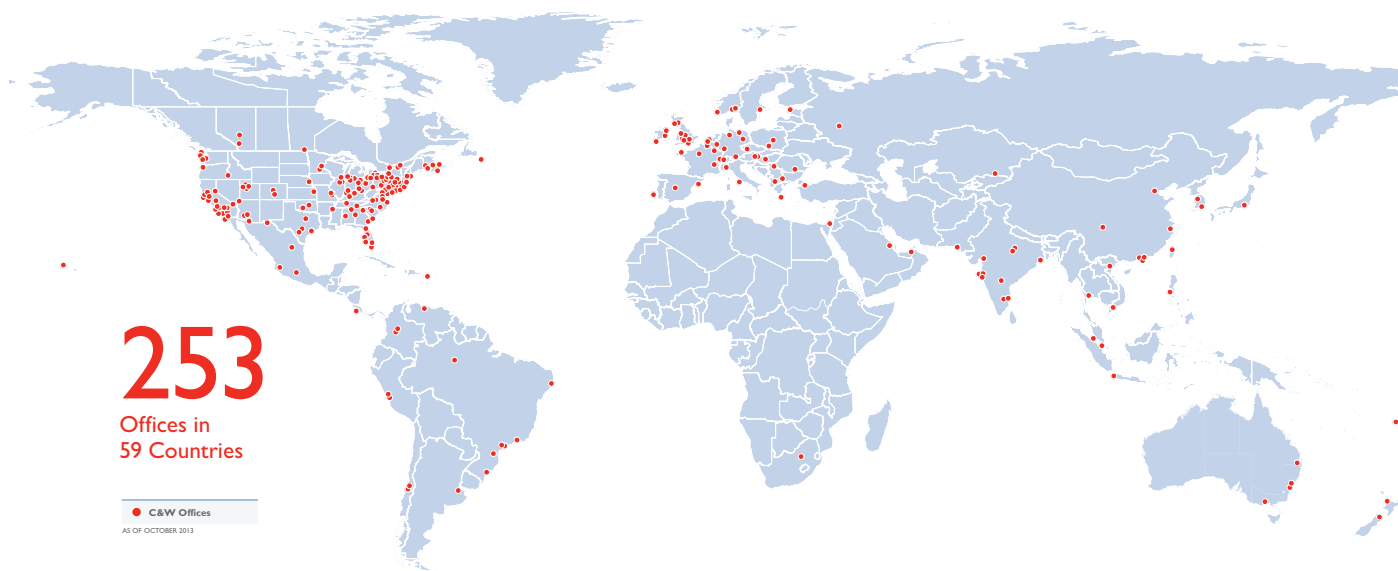 253
Offices in
59 Countries
C&W Offices
AS OF OCTOBER 2013